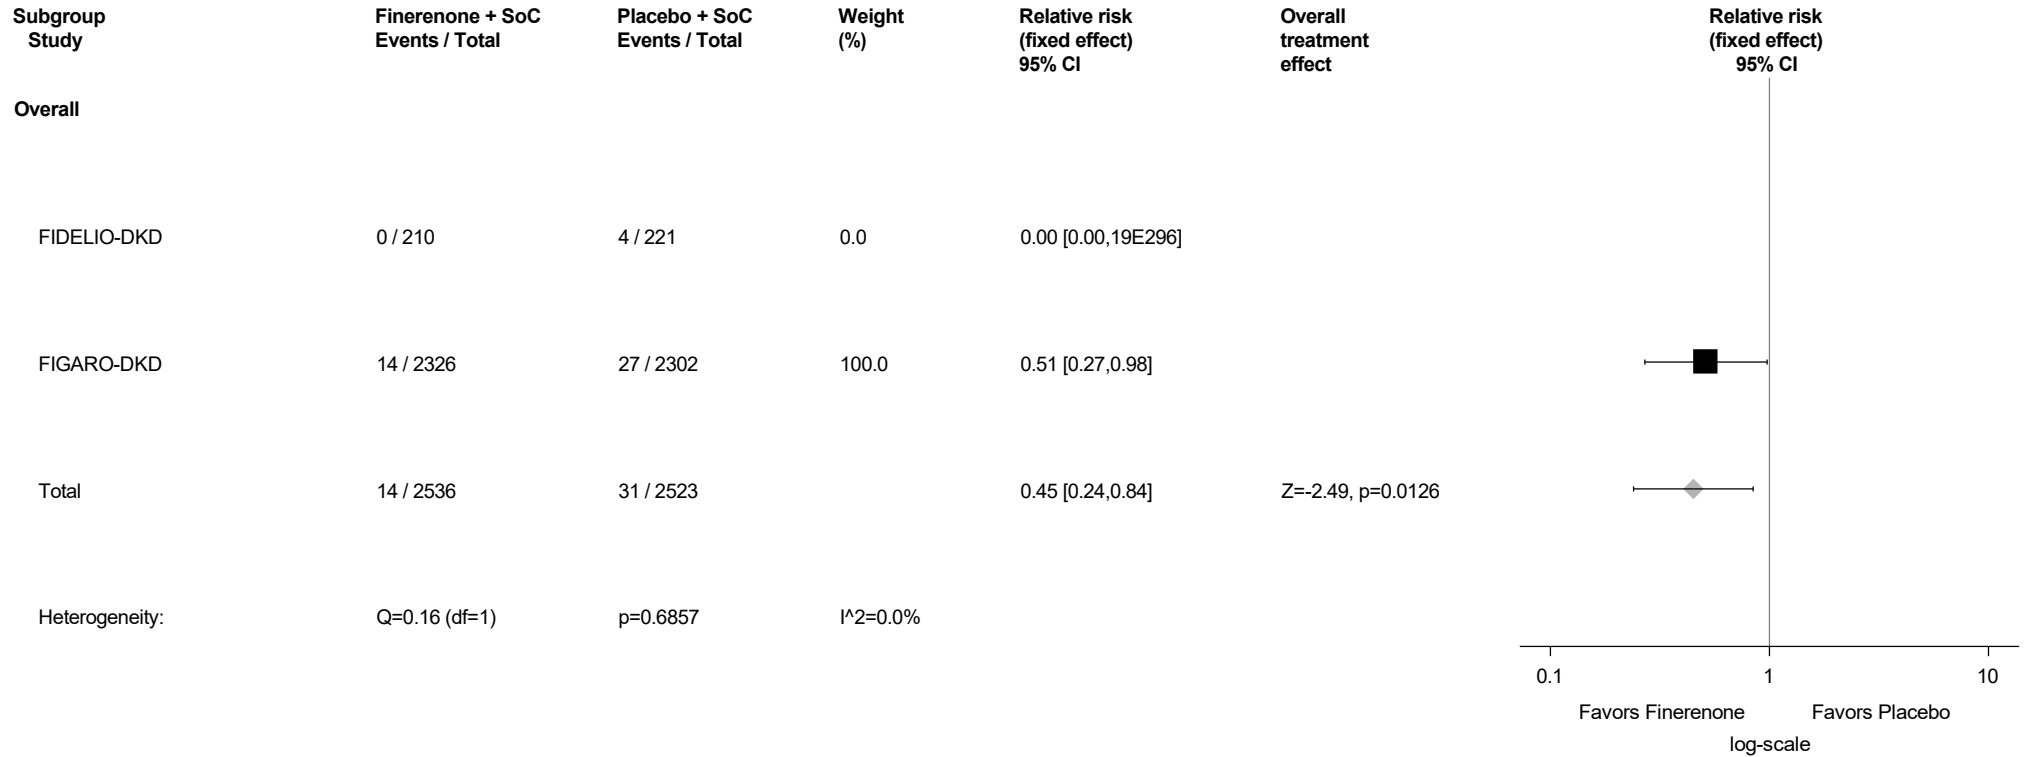 Subgroup Finerenone + SoC Placebo + SoC Weight Relative risk Overall Relative risk
Study Events / Total Events / Total (%) (fixed effect) treatment (fixed effect)
95% CI effect 95% CI
Overall
FIDELIO-DKD 0 / 210 4 / 221 0.0 0.00 [0.00,19E296]
FIGARO-DKD 14 / 2326 27 / 2302 100.0 0.51 [0.27,0.98]
Total 14 / 2536 31 / 2523 0.45 [0.24,0.84] Z=-2.49, p=0.0126
Heterogeneity: Q=0.16 (df=1) p=0.6857 I^2=0.0%
0.1 1 10
Favors Finerenone Favors Placebo
log-scale